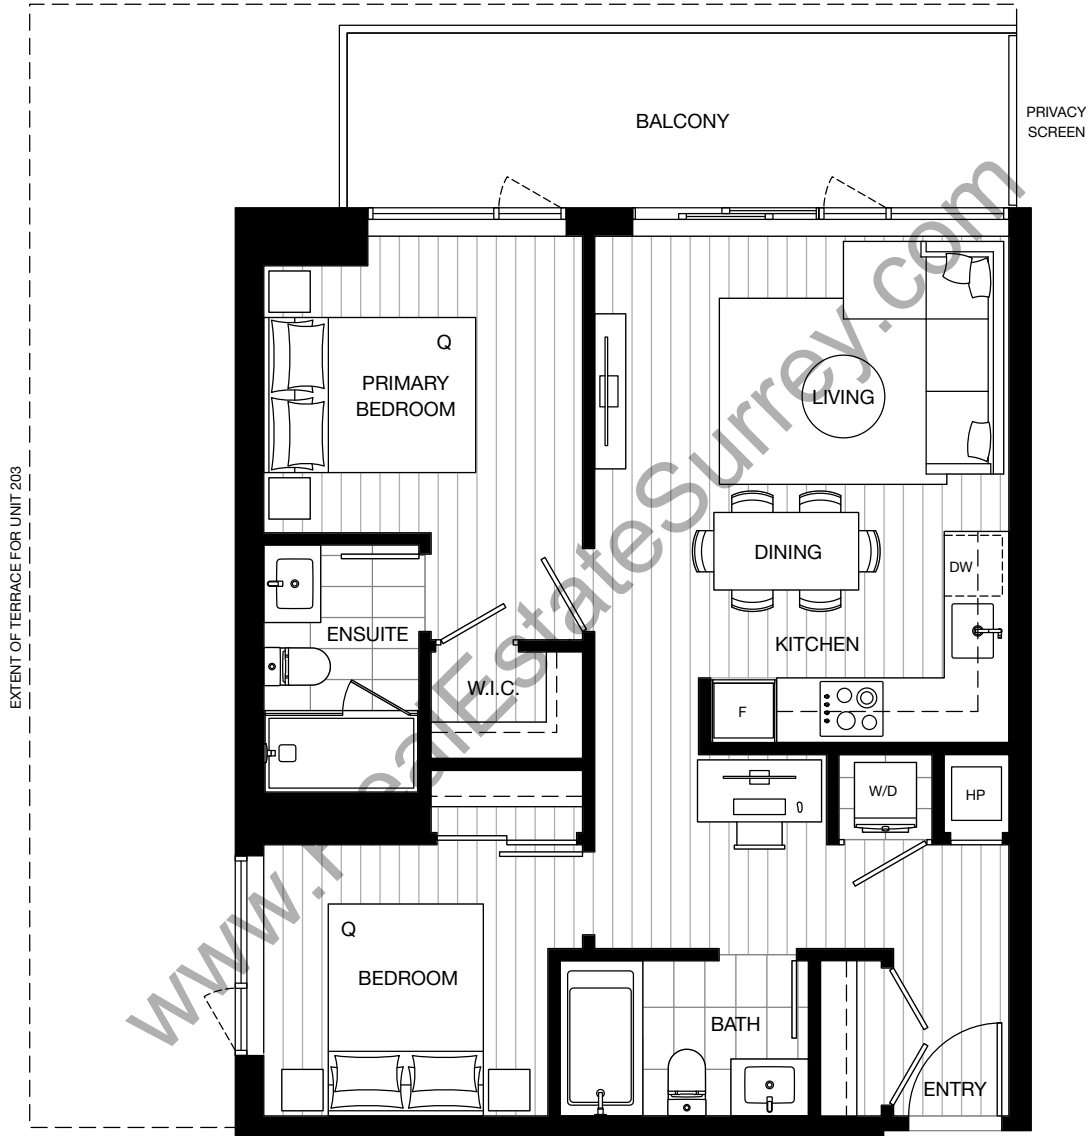 BALCONY
PRIVACY
SCREEN
Q
PRIMARY
BEDROOM
LIVING
EXTENT OF TERRACE FOR UNIT 203
DINING
DW
ENSUITE
KITCHEN
W.I.C.
F
W/D
HP
Q
BEDROOM
BATH
ENTRY
www.RealEstateSurrey.com